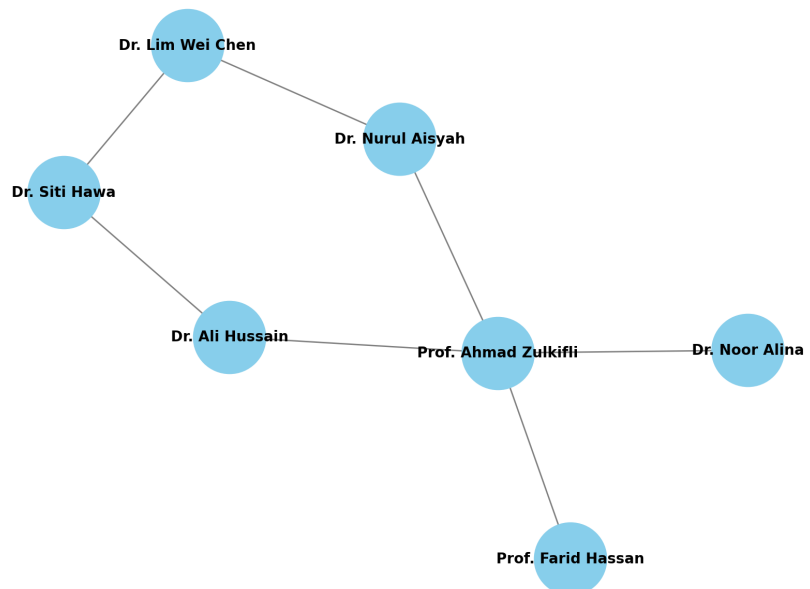 Dr. Lim Wei Chen
Dr. Nurul Aisyah
Dr. Siti Hawa
Dr. Ali Hussain
Prof. Ahmad Zulkifli
Dr. Noor Alina
Prof. Farid Hassan